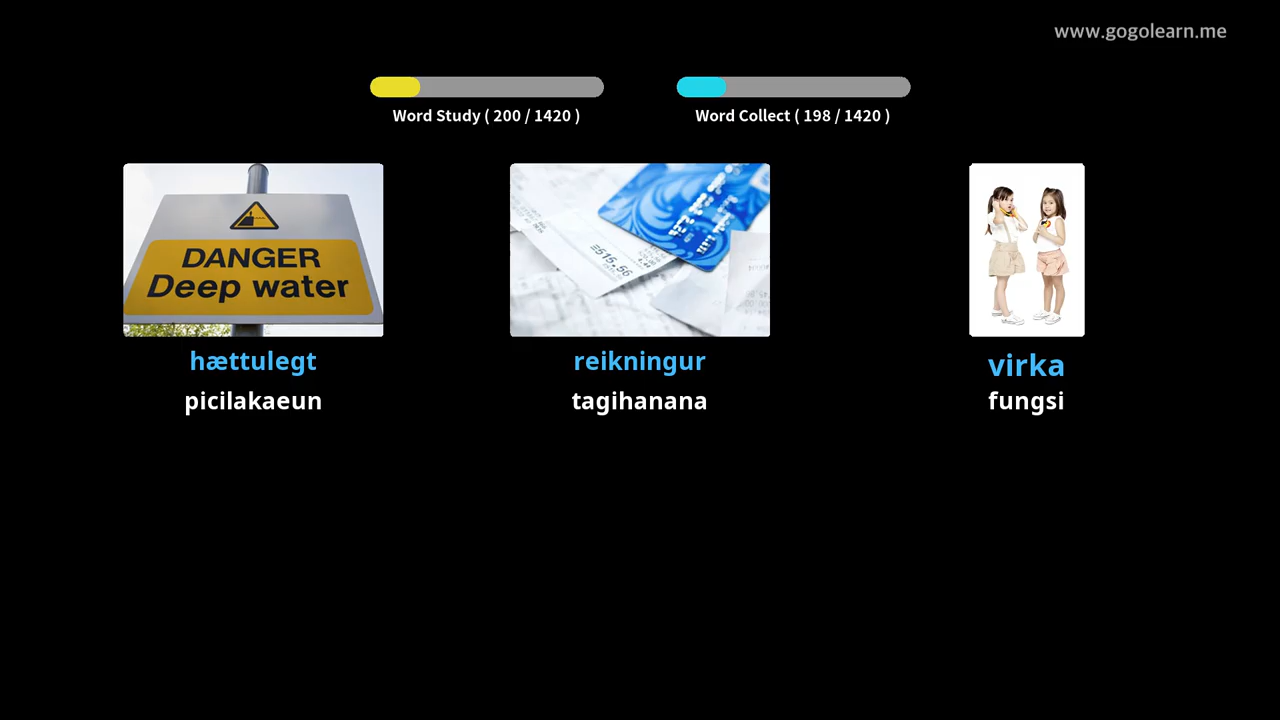 www.gogolearn.me
Word Study ( 200 / 1420 )
Word Collect ( 198 / 1420 )
DANGER
Deep water
hættulegt
reikningur
virka
picilakaeun
tagihanana
fungsi